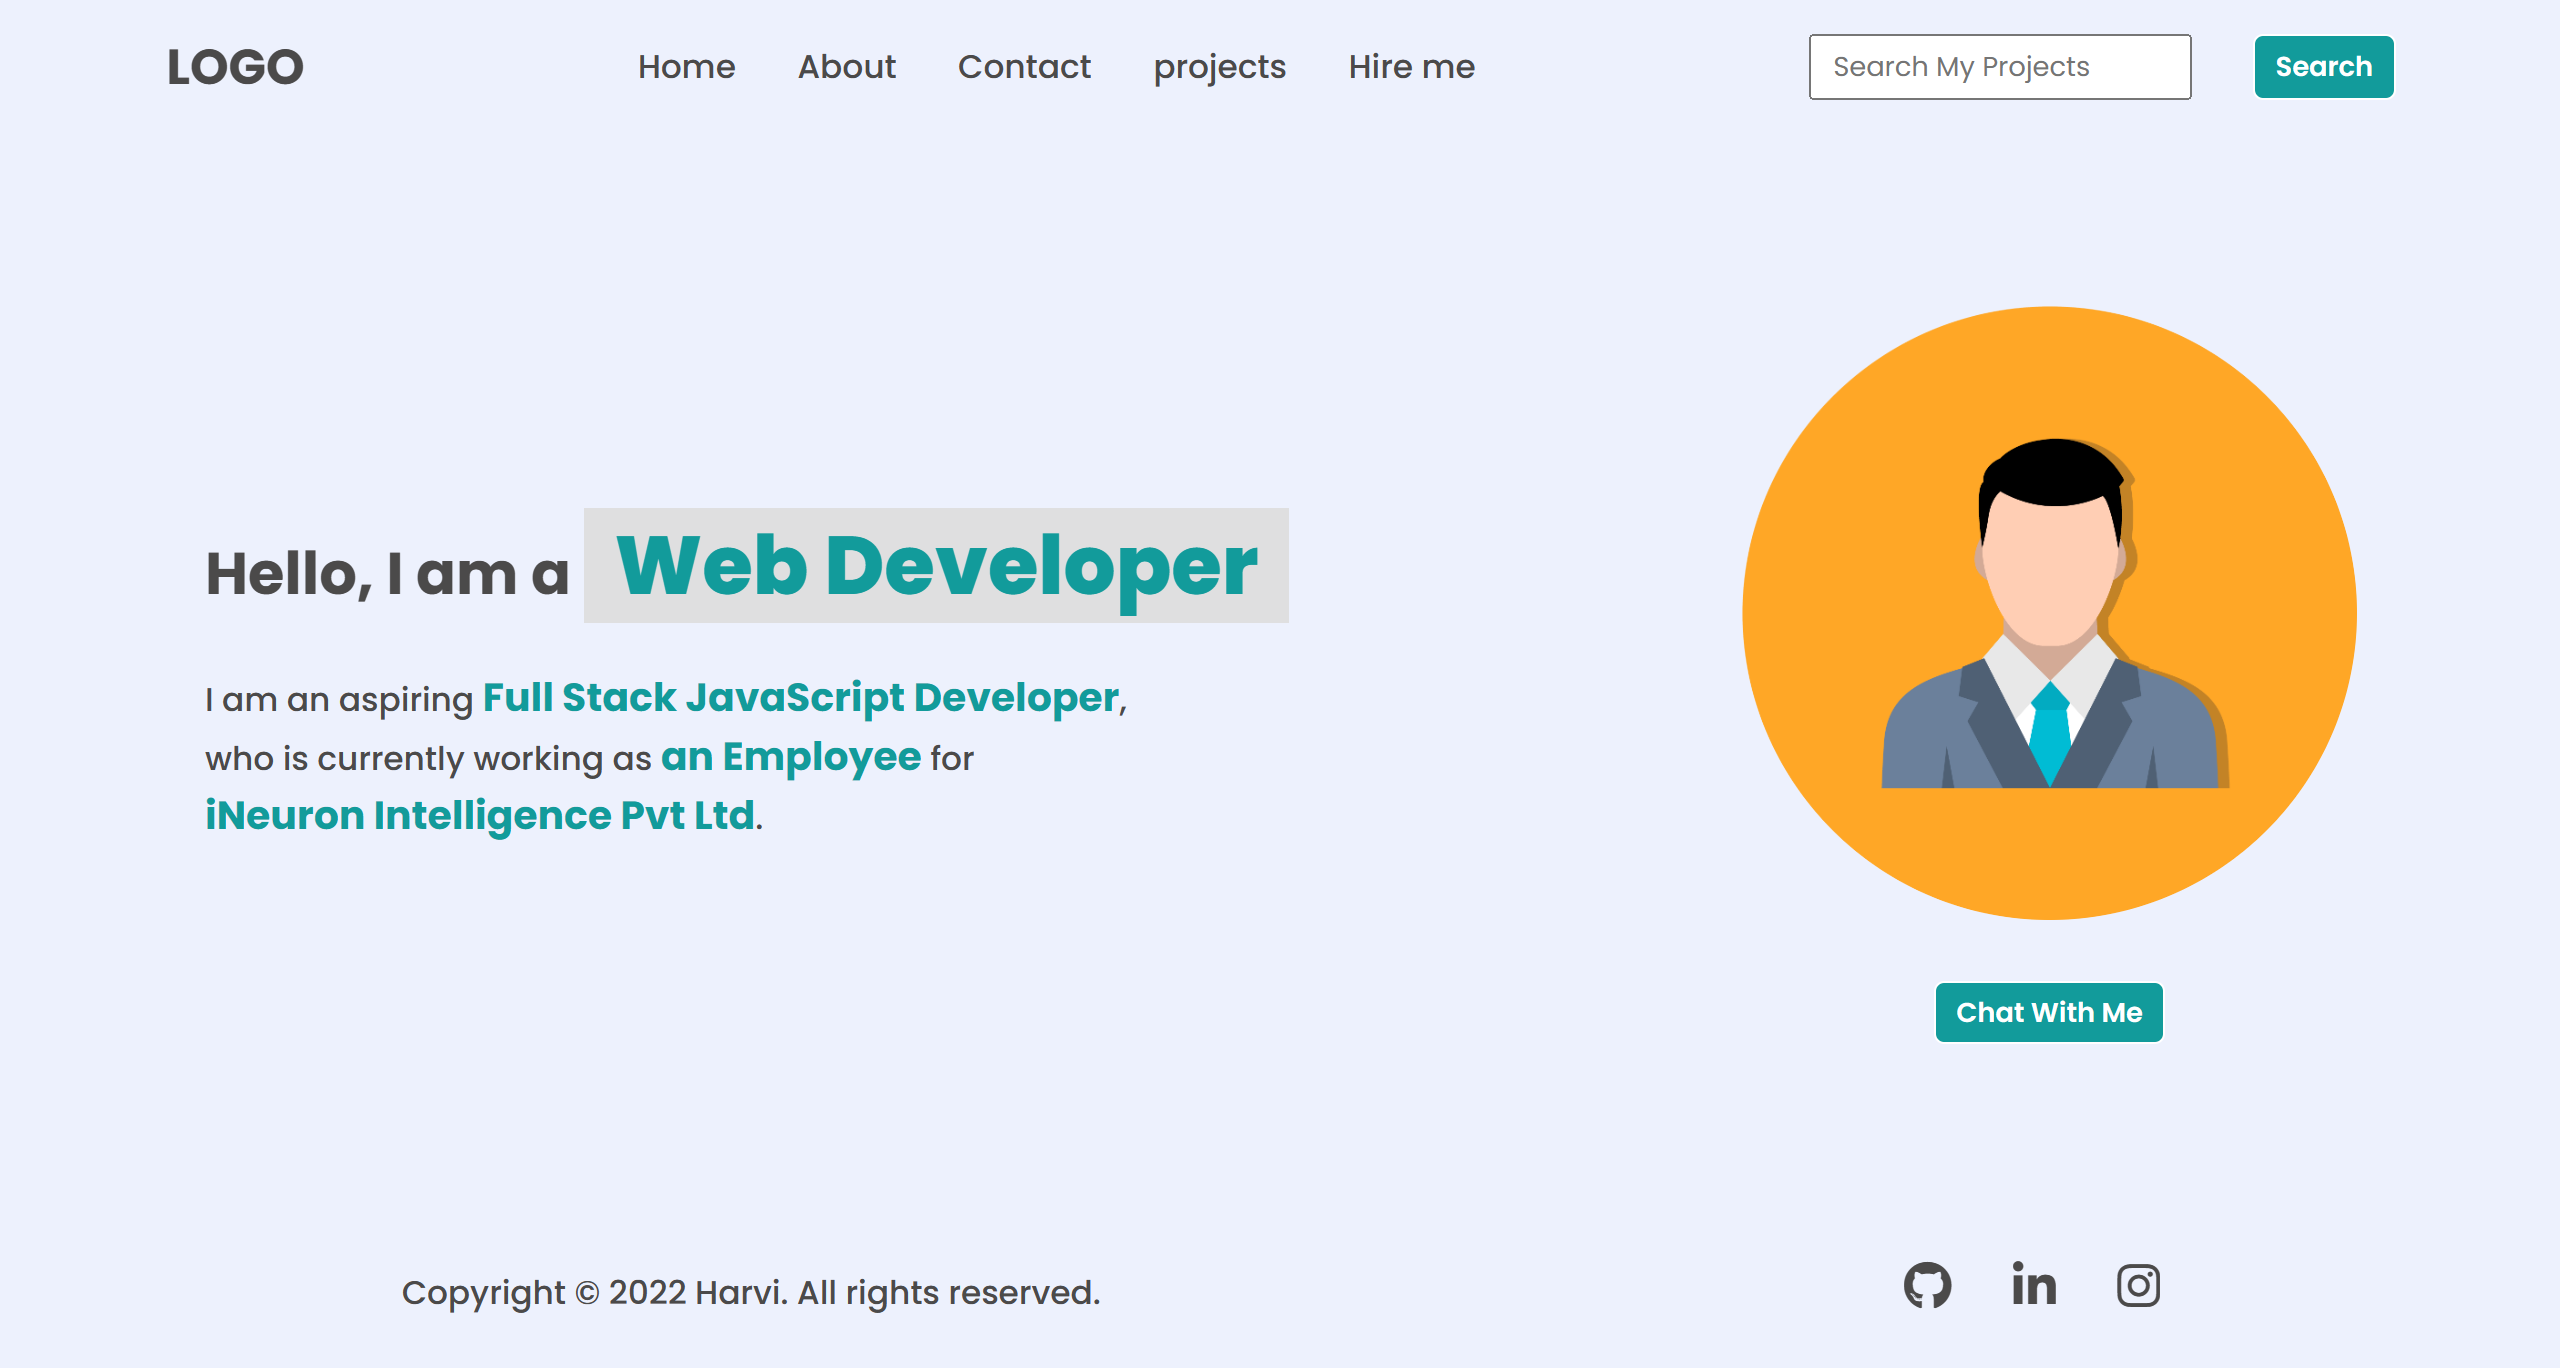 LOGO
Home About Contact projects Hire me
Search My Projects
Search
Hello, I am a Web Developer
I am an aspiring Full Stack JavaScript Developer,
who is currently working as an Employee for
iNeuron Intelligence Pvt Ltd.
Chat With Me
Copyright © 2022 Harvi. All rights reserved.
in